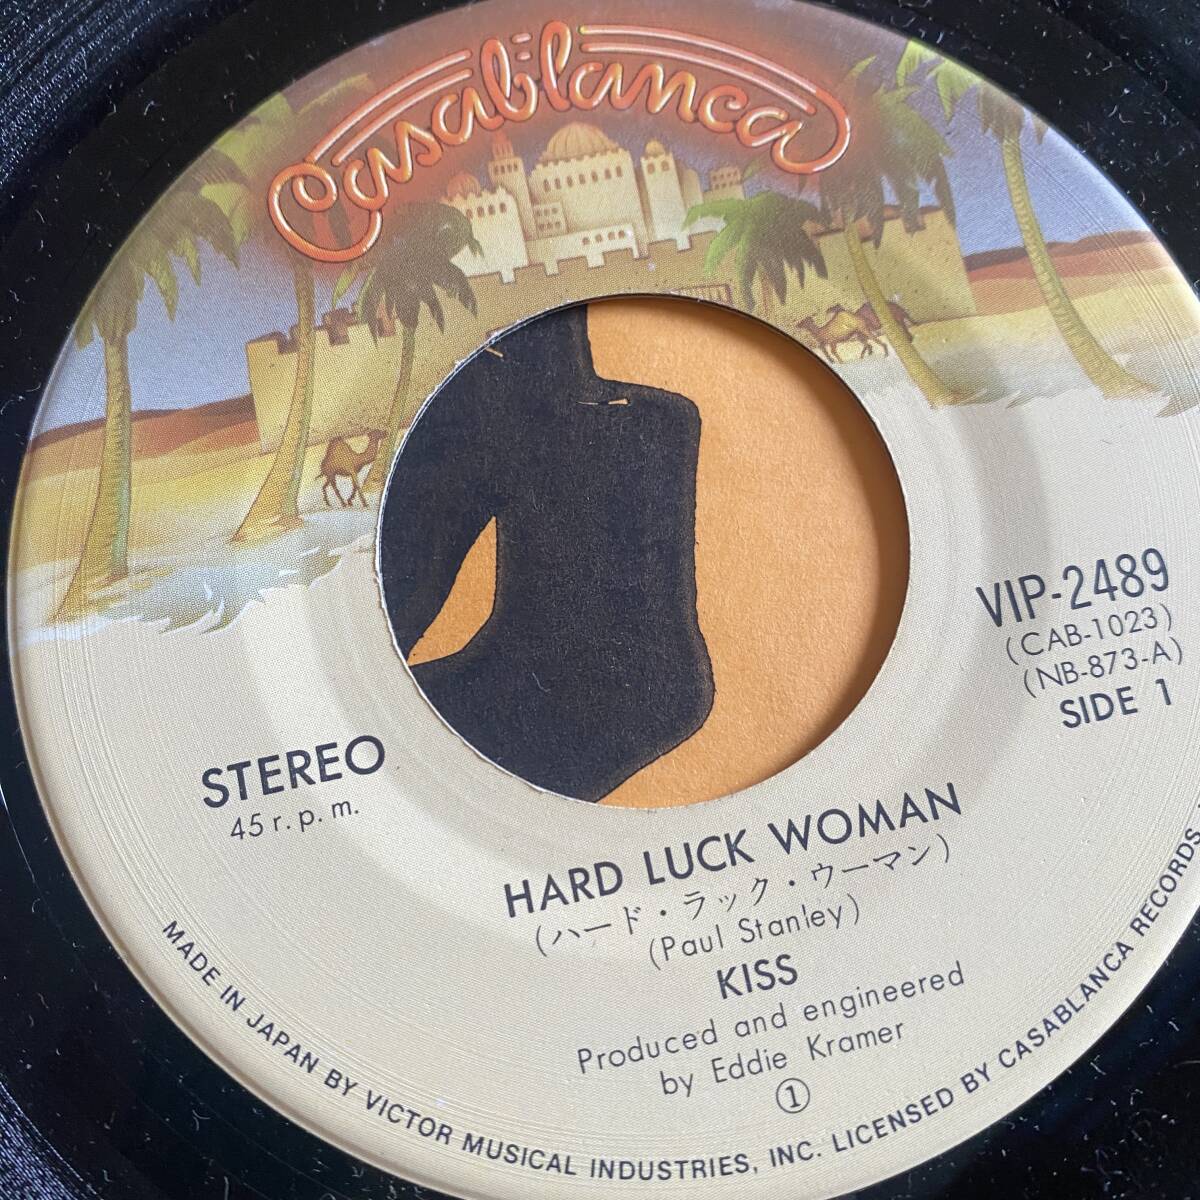 Casablanca
VIP-2489
(CAB-1023)
(NB-873-A)
SIDE 1
STEREO
45 r.p.m.
HARD LUCK WOMAN
(ハード・ラック・ウーマン)
(Paul Stanley)
KISS
Produced and engineered
by Eddie Kramer
①
MADE IN JAPAN BY VICTOR MUSICAL INDUSTRIES, INC. LICENSED BY CASABLANCA RECORDS